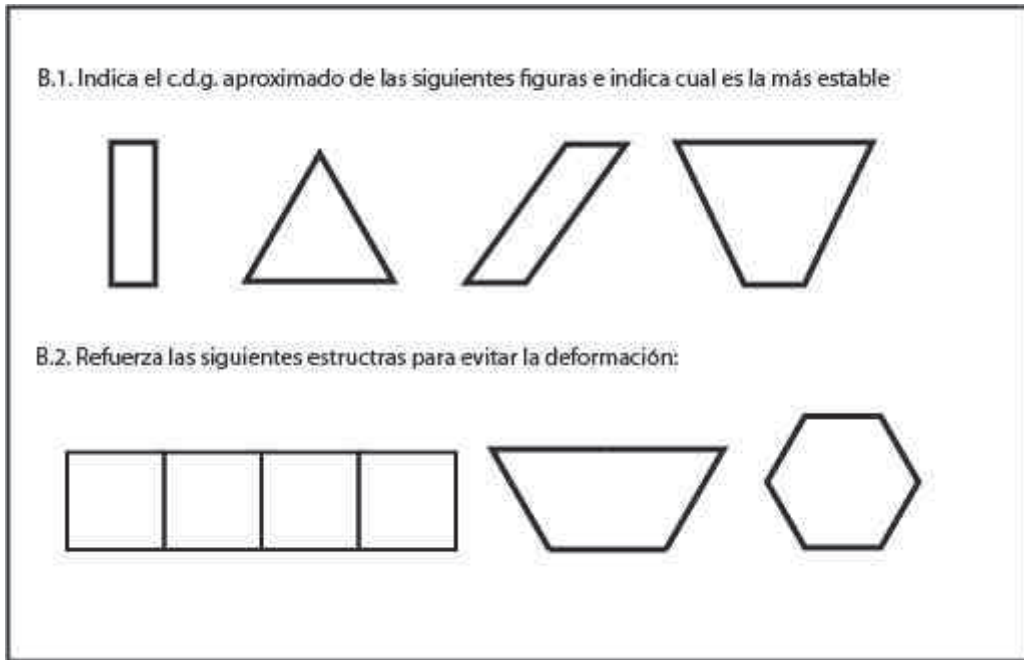 B.1. Indica el c.d.g. aproximado de las siguientes figuras e indica cual es la más estable
B.2. Refuerza las siguientes estructras para evitar la deformación: